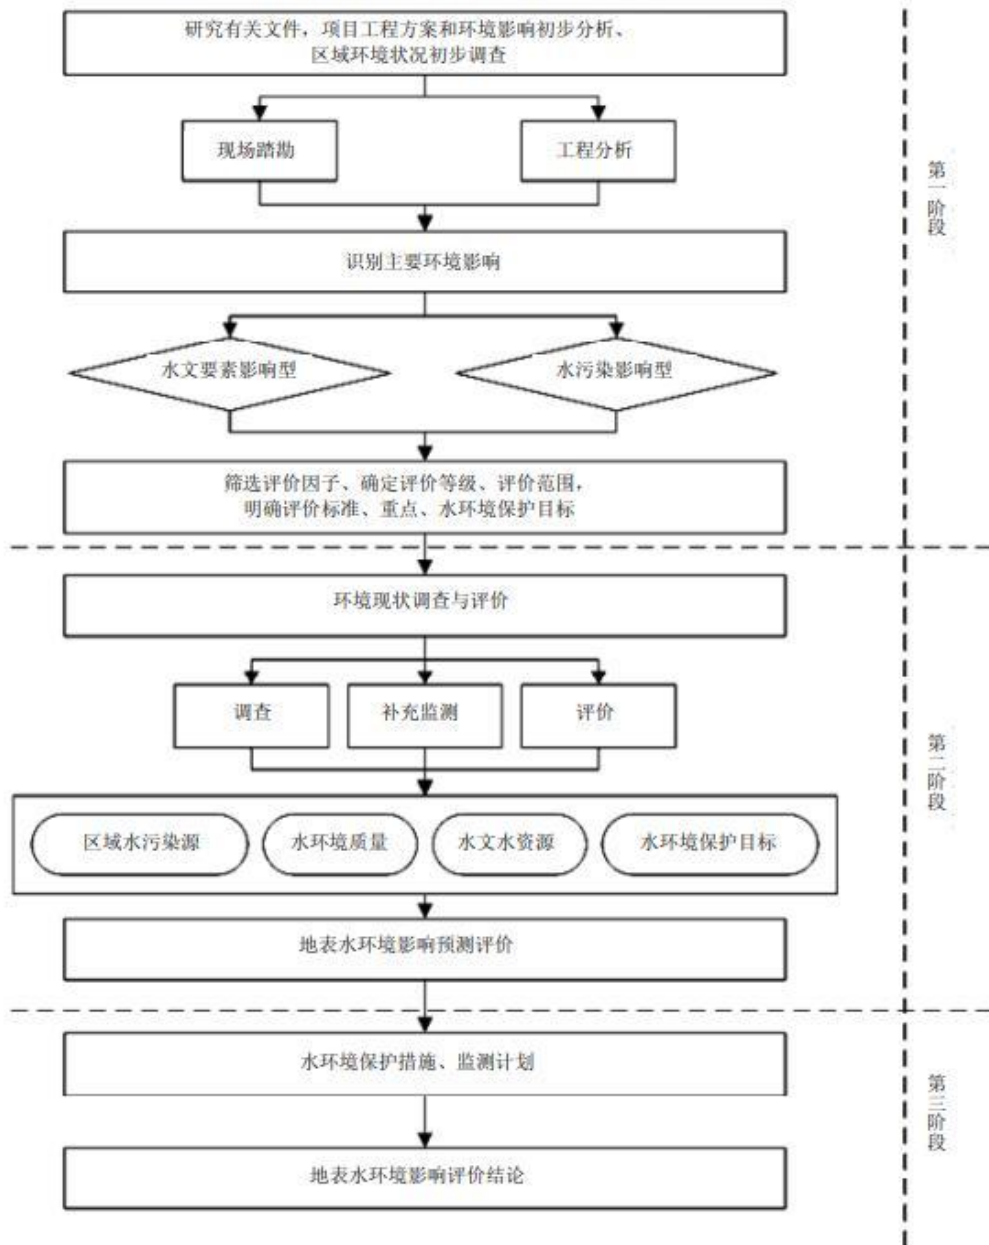 研究有关文件，项目工程方案和环境影响初步分析、
区域环境状况初步调查
现场踏勘
工程分析
识别主要环境影响
水文要素影响型
水污染影响型
筛选评价因子、确定评价等级、评价范围，
明确评价标准、重点、水环境保护目标
第一阶段
环境现状调查与评价
调查
补充监测
评价
区域水污染源
水环境质量
水文水资源
水环境保护目标
地表水环境影响预测评价
第二阶段
水环境保护措施、监测计划
地表水环境影响评价结论
第三阶段